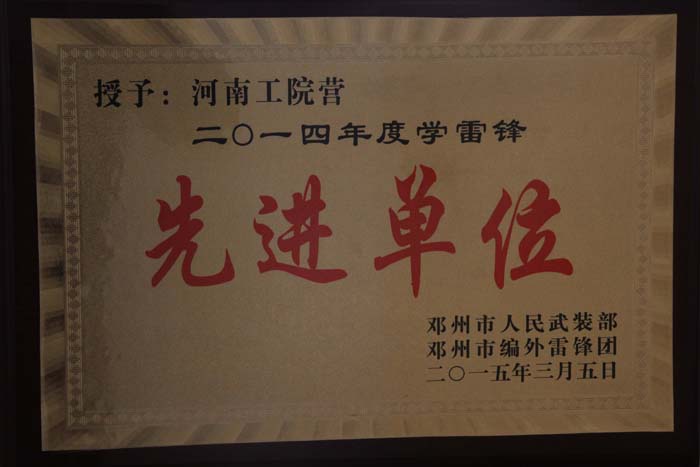 授予：河南工院营
二〇一四年度学雷锋
先进单位
邓州市人民武装部
邓州市编外雷锋团
二〇一五年三月五日